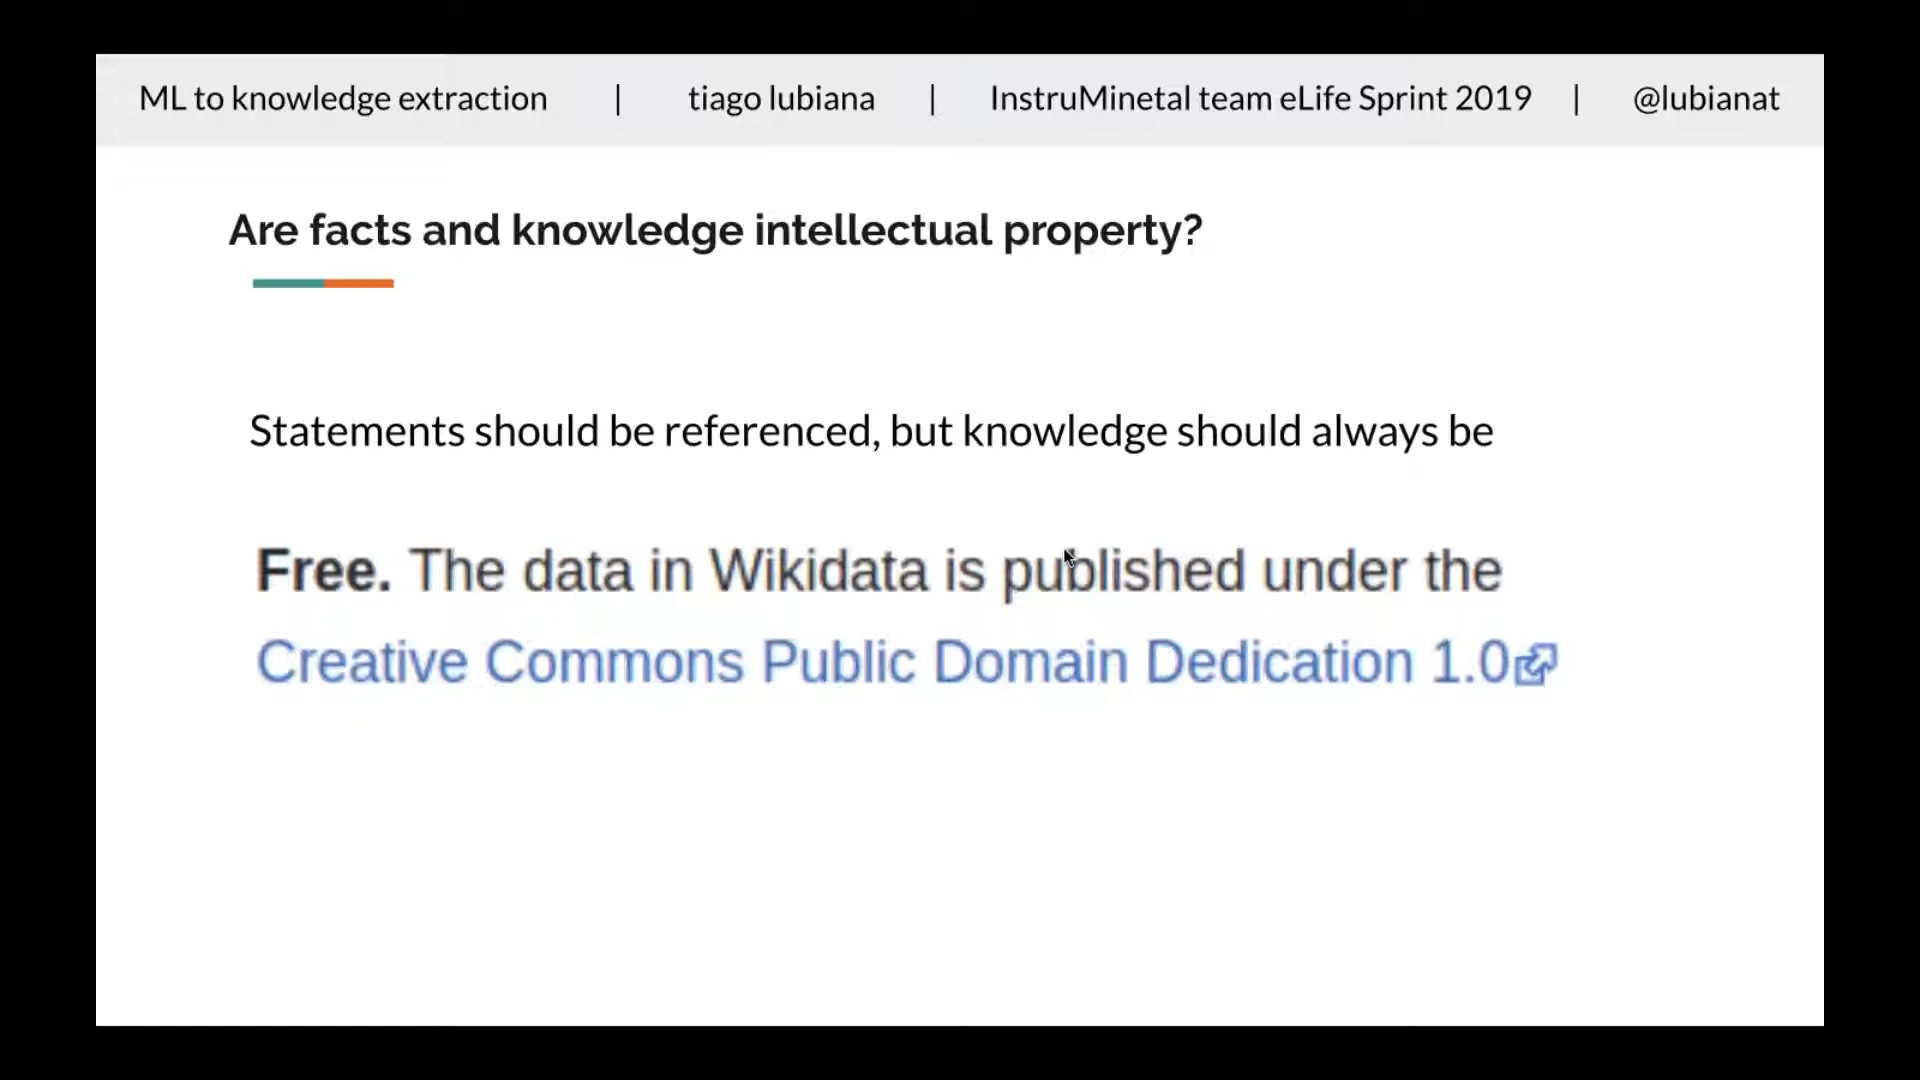 ML to knowledge extraction | tiago lubiana | InstruMinetal team eLife Sprint 2019 | @lubianat
Are facts and knowledge intellectual property?
Statements should be referenced, but knowledge should always be
Free. The data in Wikidata is published under the
Creative Commons Public Domain Dedication 1.0